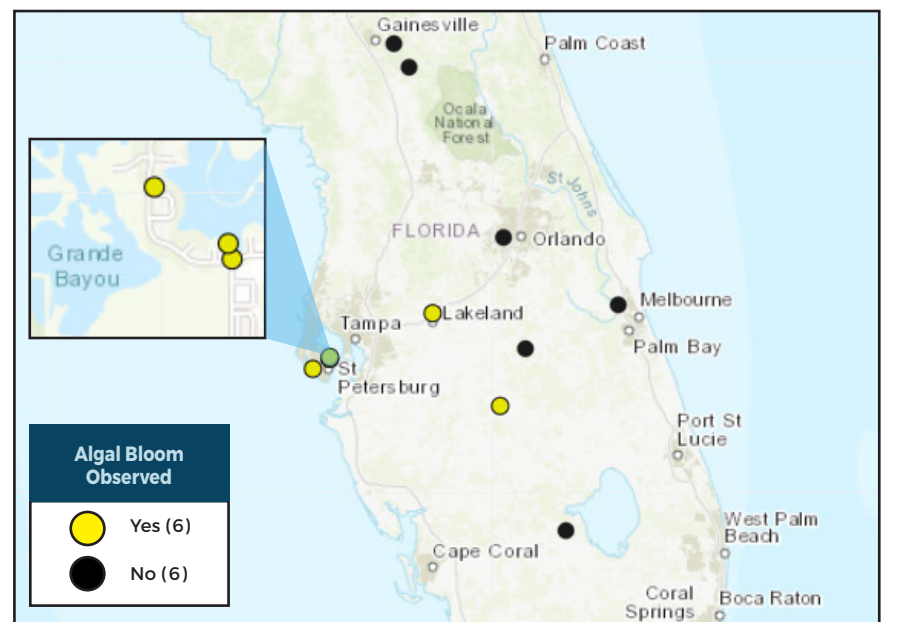 Gainesville
Palm Coast
Ocala
National
Forest
St Johns
FLORIDA
Orlando
Grande
Bayou
Melbourne
Lakeland
Tampa
Palm Bay
St
Petersburg
Port St
Lucie
Algal Bloom
Observed
Yes (6)
No (6)
West Palm
Beach
Cape Coral
Coral
Springs
Boca Raton